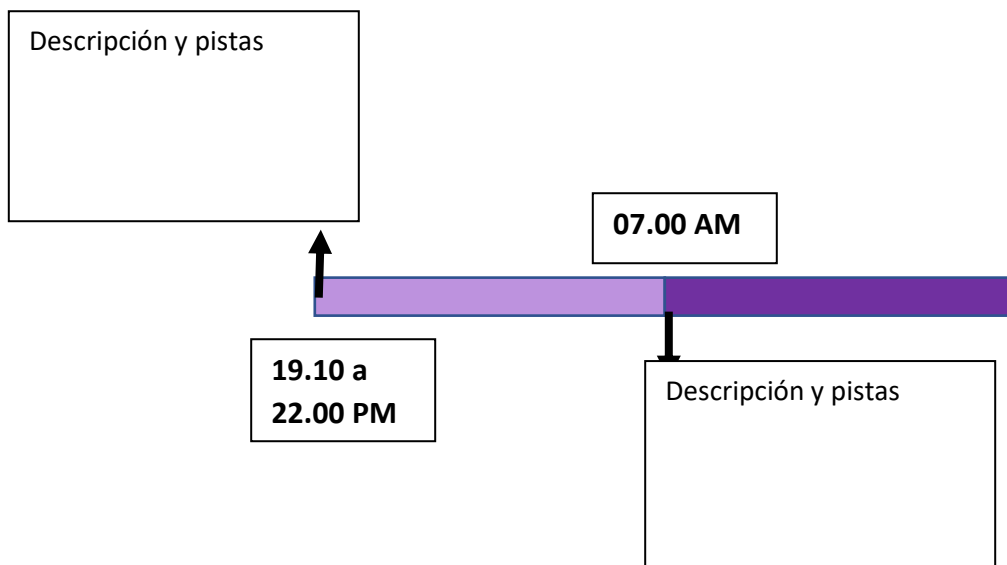 Descripción y pistas
07.00 AM
19.10 a
22.00 PM
Descripción y pistas